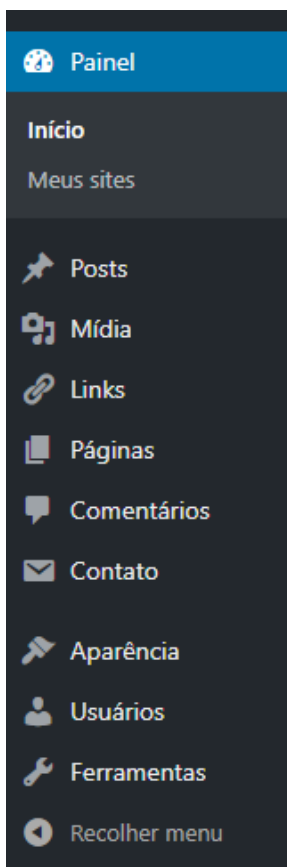 Painel
Início
Meus sites
Posts
Mídia
Links
Páginas
Comentários
Contato
Aparência
Usuários
Ferramentas
Recolher menu